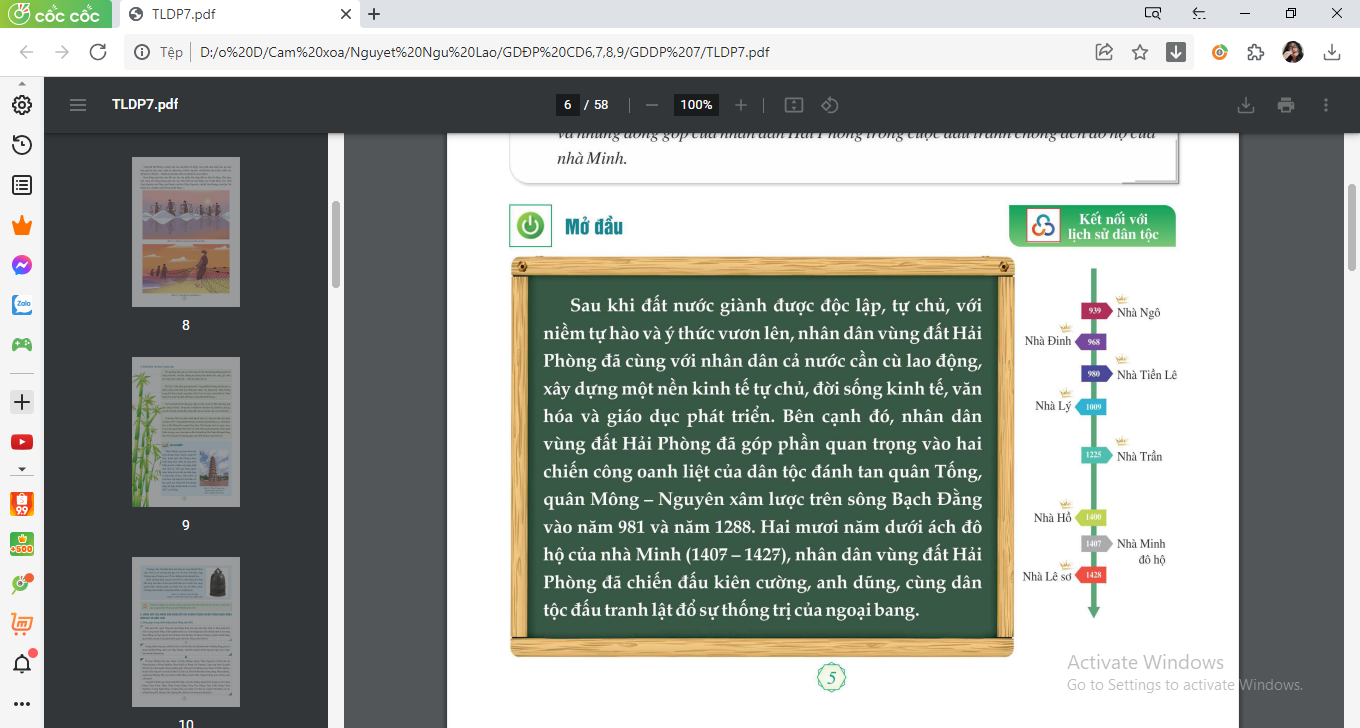 cốc cốc
TLDP7.pdf
Tệp
D:/o%20D/Cam%20xoa/Nguyet%20Ngu%20Lao/GDĐP%20CD6,7,8,9/GDDP%207/TLDP7.pdf
TLDP7.pdf
6 / 58
100%
8
9
10
Zalo
9.9
+500
nhà Minh.
Mở đầu
Kết nối với
lịch sử dân tộc
Sau khi đất nước giành được độc lập, tự chủ, với
niềm tự hào và ý thức vươn lên, nhân dân vùng đất Hải
Phòng đã cùng với nhân dân cả nước cần cù lao động,
xây dựng một nền kinh tế tự chủ, đời sống kinh tế, văn
hóa và giáo dục phát triển. Bên cạnh đó, nhân dân
vùng đất Hải Phòng đã góp phần quan trọng vào hai
chiến công oanh liệt của dân tộc đánh tan quân Tống,
quân Mông – Nguyên xâm lược trên sông Bạch Đằng
vào năm 981 và năm 1288. Hai mươi năm dưới ách đô
hộ của nhà Minh (1407 – 1427), nhân dân vùng đất Hải
Phòng đã chiến đấu kiên cường, anh dũng, cùng dân
tộc đấu tranh lật đổ sự thống trị của ngoại bang.
939 Nhà Ngô
Nhà Đinh 968
980 Nhà Tiền Lê
Nhà Lý 1009
1225 Nhà Trần
Nhà Hồ 1400
1407 Nhà Minh
đô hộ
Nhà Lê sơ 1428
5
Activate Windows
Go to Settings to activate Windows.